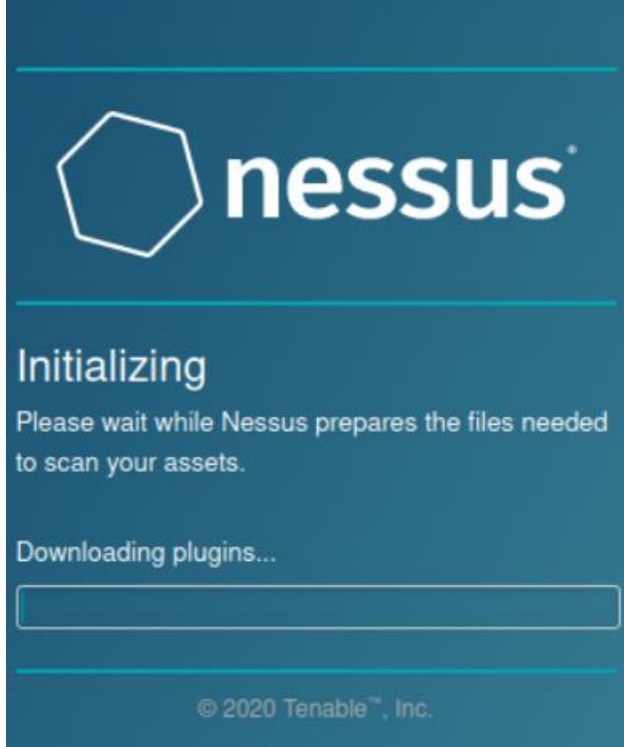 nessus®
Initializing
Please wait while Nessus prepares the files needed
to scan your assets.
Downloading plugins...
© 2020 Tenable™, Inc.